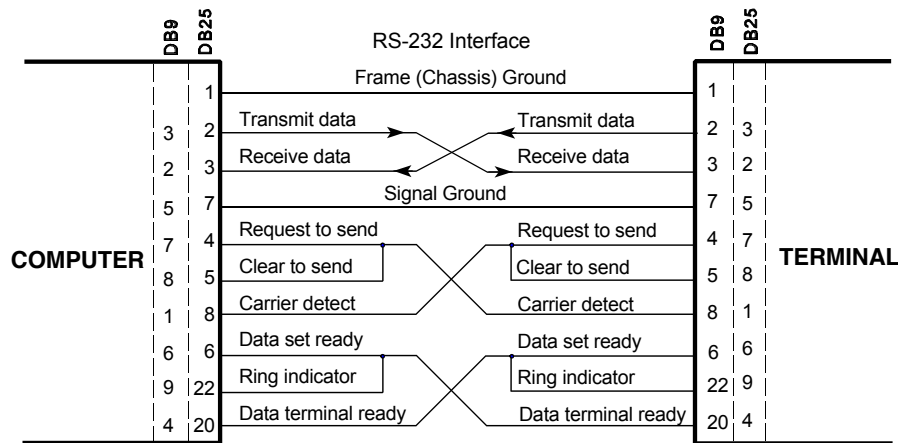 DB9 DB25 RS-232 Interface DB9 DB25
Frame (Chassis) Ground
1 1
3 2 Transmit data Transmit data 2 3
2 3 Receive data Receive data 3 2
Signal Ground
5 7 7 5
7 4 Request to send Request to send 4 7
COMPUTER TERMINAL
8 5 Clear to send Clear to send 5 8
1 8 Carrier detect Carrier detect 8 1
6 6 Data set ready Data set ready 6 6
9 22 Ring indicator Ring indicator 22 9
4 20 Data terminal ready Data terminal ready 20 4